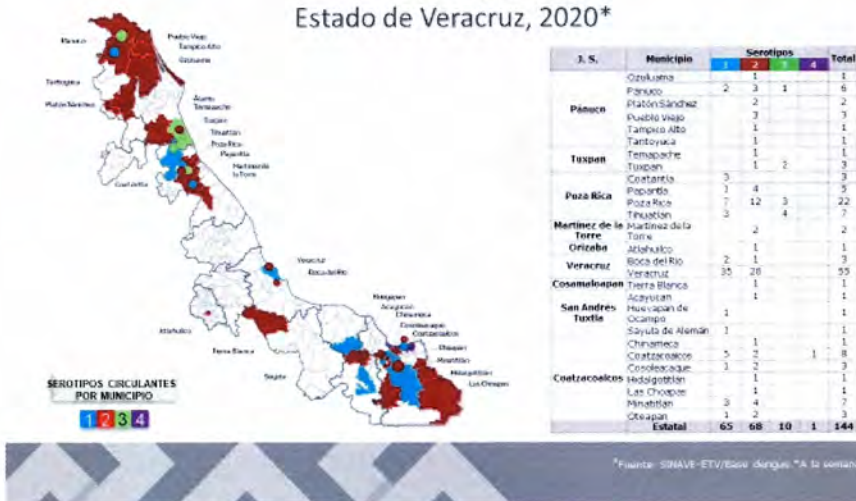 Estado de Veracruz, 2020*
Pánuco
Pueblo Viejo
Tampico Alto
Ozuluama
Tantoyuca
Platón Sánchez
Álamo
Temapache
Tuxpan
Tihuatlán
Poza Rica
Papantla
Martínez de
la Torre
Coatzintla
Veracruz
Boca del Río
Atlahuilco
Tierra Blanca
Acayucan
Chinameca
Cosoleacaque
Coatzacoalcos
Oteapan
Minatitlán
Hidalgotitlán
Las Choapas
Sayula
SEROTIPOS CIRCULANTES
POR MUNICIPIO
1 2 3 4
J. S. Municipio Serotipos Total
1 2 3 4
Pánuco
Ozuluama 1 1
Pánuco 2 3 1 6
Platón Sánchez 2 2
Pueblo Viejo 3 3
Tampico Alto 1 1
Tantoyuca 1 1
Tuxpan
Temapache 1 1
Tuxpan 1 2 3
Poza Rica
Coatzintla 3 3
Papantla 1 4 5
Poza Rica 7 12 3 22
Tihuatlán 3 4 7
Martínez de la Torre Martínez de la Torre 2 2
Orizaba Atlahuilco 1 1
Veracruz
Boca del Río 2 1 3
Veracruz 35 28
Cosamaloapan Tierra Blanca 1 1
San Andrés Tuxtla
Acayucan 1 1
Hueyapan de Ocampo 1 1
Sayula de Alemán 1 1
Coatzacoalcos
Chinameca 1 1
Coatzacoalcos 5 2 1 8
Cosoleacaque 1 2 3
Hidalgotitlán 1 1
Las Choapas 1 1
Minatitlán 3 4 7
Oteapan 1 2 3
Estatal 65 68 10 1 144
*Fuente: SINAVE-ETV/Base dengue.*A la semana